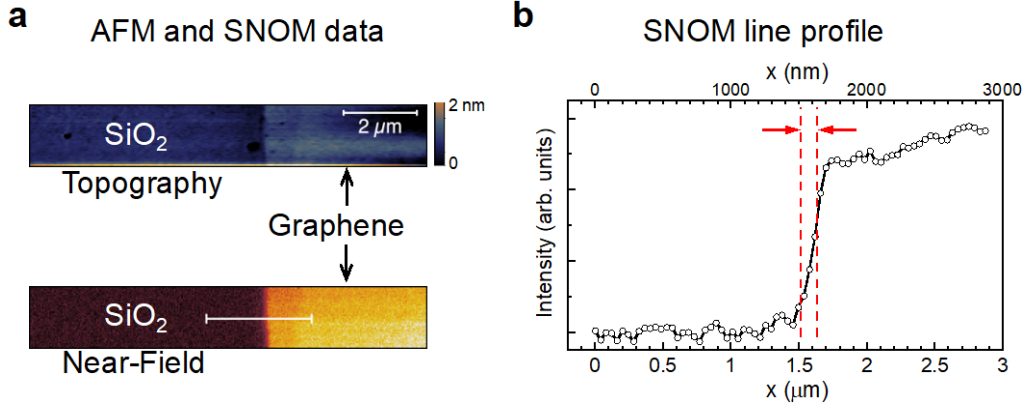 a
AFM and SNOM data
SiO2
2 μm
2 nm
0
Topography
Graphene
SiO2
Near-Field
b
SNOM line profile
x (nm)
0 1000 2000 3000
Intensity (arb. units)
0 0.5 1 1.5 2 2.5 3
x (μm)